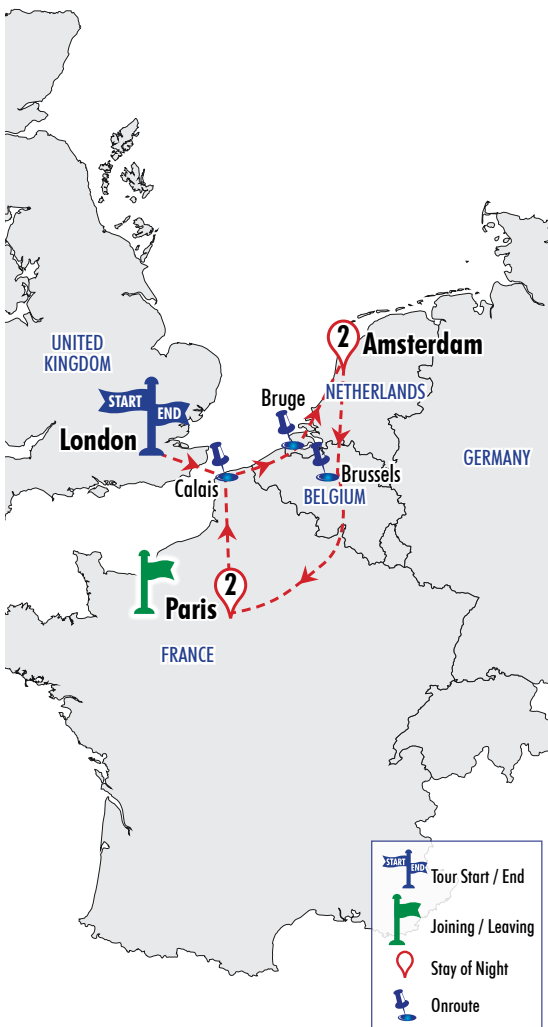 UNITED
KINGDOM
START
END
London
2
Amsterdam
NETHERLANDS
Bruge
Calais
Brussels
BELGIUM
GERMANY
2
Paris
FRANCE
START
END
Tour Start / End
Joining / Leaving
Stay of Night
Onroute